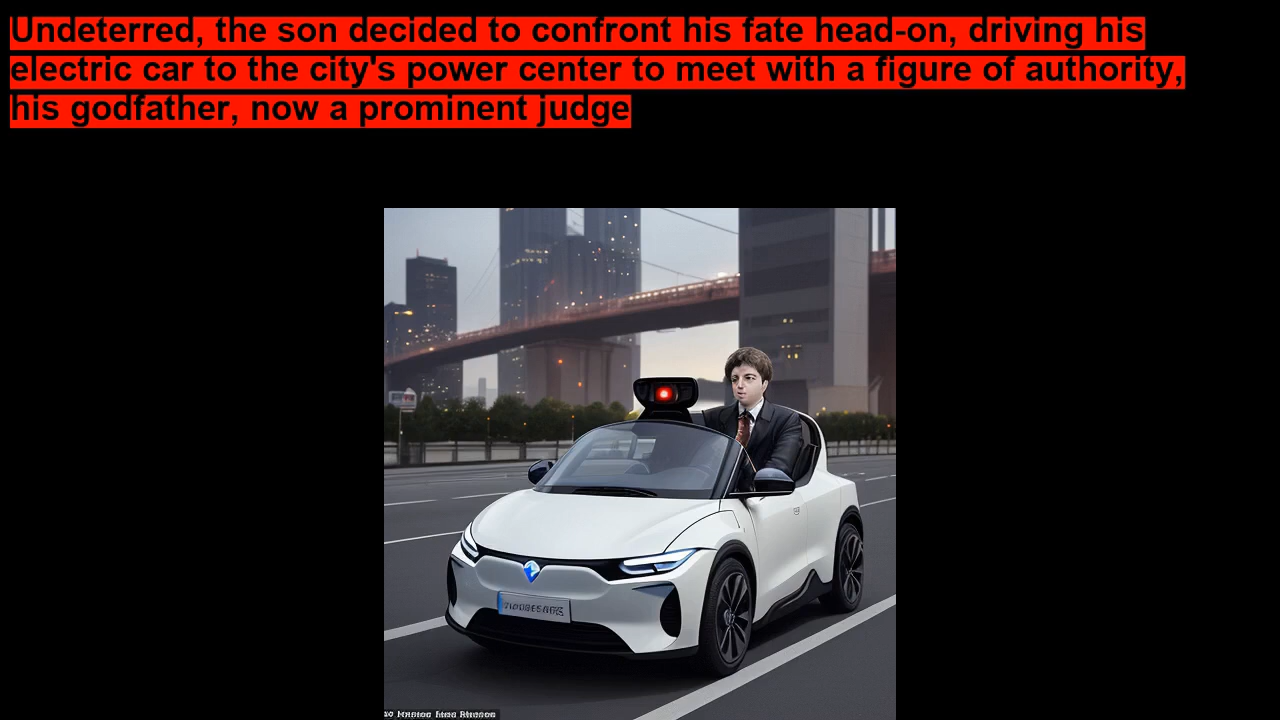 Undeterred, the son decided to confront his fate head-on, driving his
electric car to the city's power center to meet with a figure of authority,
his godfather, now a prominent judge